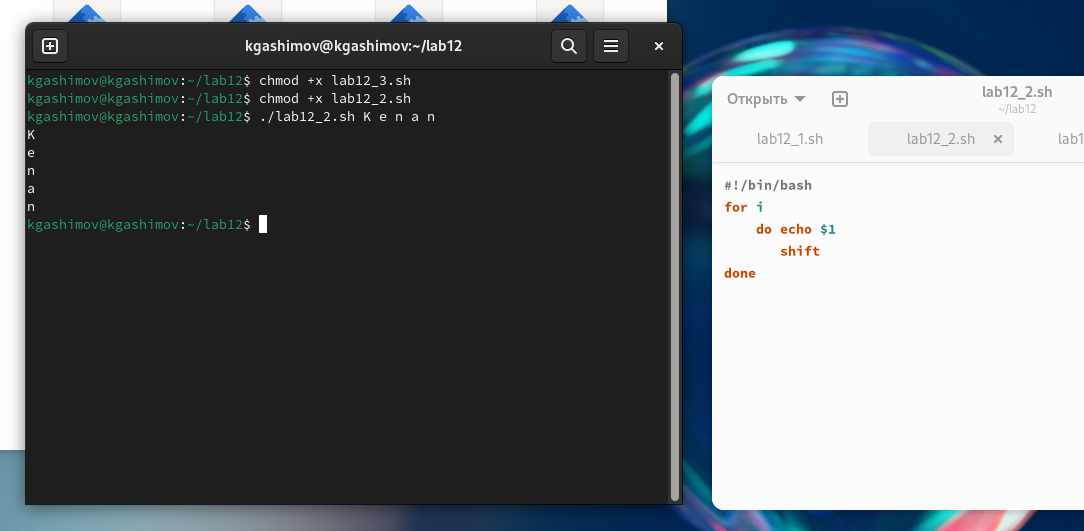 kgashimov@kgashimov:~/lab12
kgashimov@kgashimov:~/lab12$ chmod +x lab12_3.sh
kgashimov@kgashimov:~/lab12$ chmod +x lab12_2.sh
kgashimov@kgashimov:~/lab12$ ./lab12_2.sh K e n a n
K
e
n
a
n
kgashimov@kgashimov:~/lab12$
Открыть
lab12_2.sh
~/lab12
lab12_1.sh lab12_2.sh lab1
#!/bin/bash
for i
    do echo $1
       shift
done